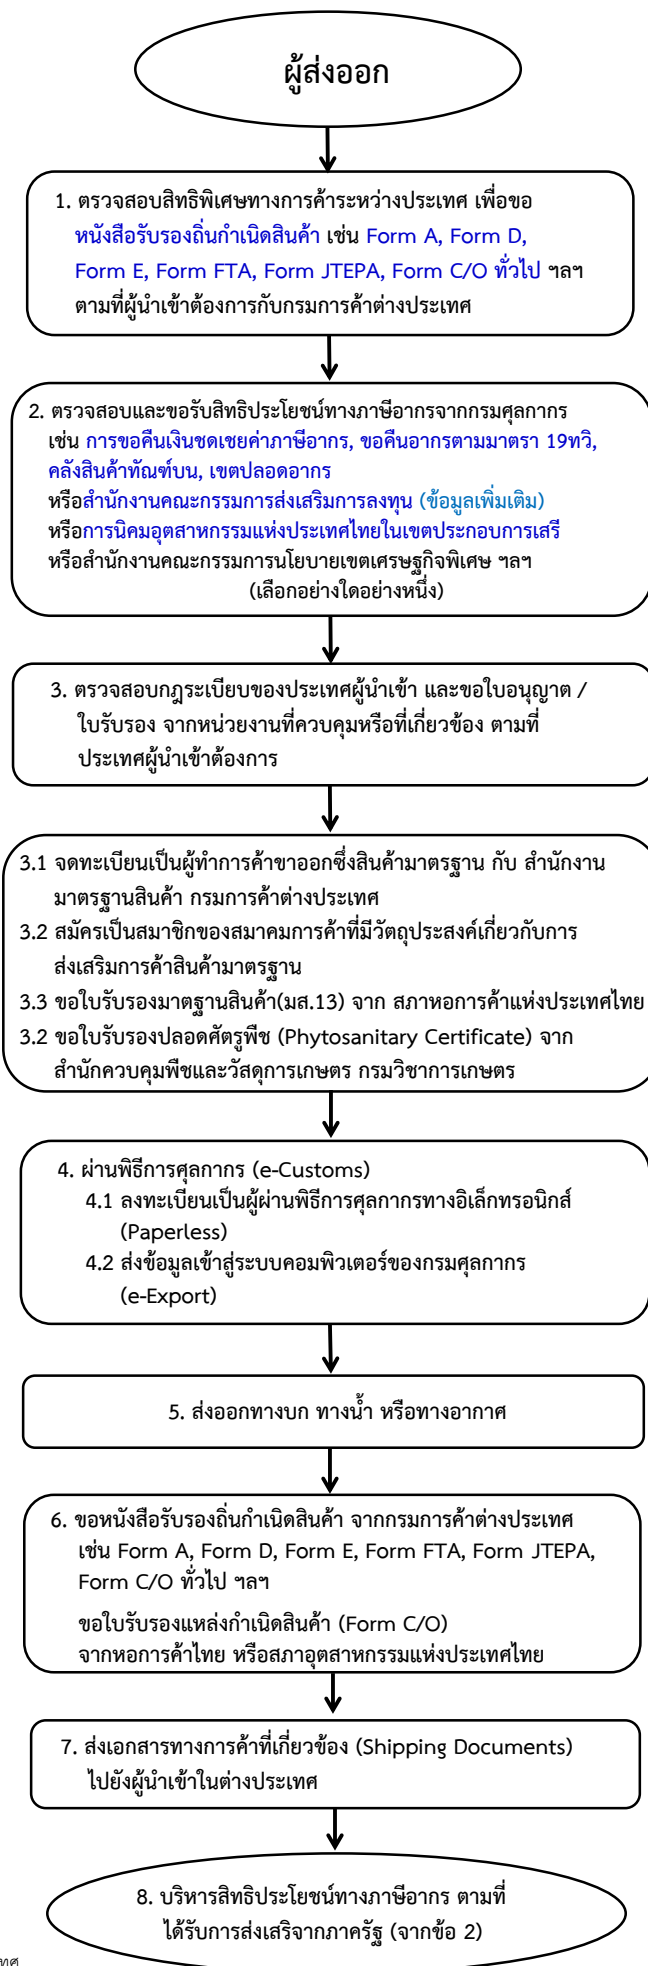 ผู้ส่งออก
1. ตรวจสอบสิทธิพิเศษทางการค้าระหว่างประเทศ เพื่อขอ
หนังสือรับรองถิ่นกำเนิดสินค้า เช่น Form A, Form D,
Form E, Form FTA, Form JTEPA, Form C/O ทั่วไป ฯลฯ
ตามที่ผู้นำเข้าต้องการกับกรมการค้าต่างประเทศ
2. ตรวจสอบและขอรับสิทธิประโยชน์ทางภาษีอากรจากกรมศุลกากร
เช่น การขอคืนเงินชดเชยค่าภาษีอากร, ขอคืนอากรตามมาตรา 19ทวิ,
คลังสินค้าทัณฑ์บน, เขตปลอดอากร
หรือสำนักงานคณะกรรมการส่งเสริมการลงทุน (ข้อมูลเพิ่มเติม)
หรือการนิคมอุตสาหกรรมแห่งประเทศไทยในเขตประกอบการเสรี
หรือสำนักงานคณะกรรมการนโยบายเขตเศรษฐกิจพิเศษ ฯลฯ
(เลือกอย่างใดอย่างหนึ่ง)
3. ตรวจสอบกฎระเบียบของประเทศผู้นำเข้า และขอใบอนุญาต /
ใบรับรอง จากหน่วยงานที่ควบคุมหรือที่เกี่ยวข้อง ตามที่
ประเทศผู้นำเข้าต้องการ
3.1 จดทะเบียนเป็นผู้ทำการค้าขาออกซึ่งสินค้ามาตรฐาน กับ สำนักงาน
มาตรฐานสินค้า กรมการค้าต่างประเทศ
3.2 สมัครเป็นสมาชิกของสมาคมการค้าที่มีวัตถุประสงค์เกี่ยวกับการ
ส่งเสริมการค้าสินค้ามาตรฐาน
3.3 ขอใบรับรองมาตฐานสินค้า(มส.13) จาก สภาหอการค้าแห่งประเทศไทย
3.2 ขอใบรับรองปลอดศัตรูพืช (Phytosanitary Certificate) จาก
สำนักควบคุมพืชและวัสดุการเกษตร กรมวิชาการเกษตร
4. ผ่านพิธีการศุลกากร (e-Customs)
4.1 ลงทะเบียนเป็นผู้ผ่านพิธีการศุลกากรทางอิเล็กทรอนิกส์
(Paperless)
4.2 ส่งข้อมูลเข้าสู่ระบบคอมพิวเตอร์ของกรมศุลกากร
(e-Export)
5. ส่งออกทางบก ทางน้ำ หรือทางอากาศ
6. ขอหนังสือรับรองถิ่นกำเนิดสินค้า จากกรมการค้าต่างประเทศ
เช่น Form A, Form D, Form E, Form FTA, Form JTEPA,
Form C/O ทั่วไป ฯลฯ
ขอใบรับรองแหล่งกำเนิดสินค้า (Form C/O)
จากหอการค้าไทย หรือสภาอุตสาหกรรมแห่งประเทศไทย
7. ส่งเอกสารทางการค้าที่เกี่ยวข้อง (Shipping Documents)
ไปยังผู้นำเข้าในต่างประเทศ
8. บริหารสิทธิประโยชน์ทางภาษีอากร ตามที่
ได้รับการส่งเสริจากภาครัฐ (จากข้อ 2)